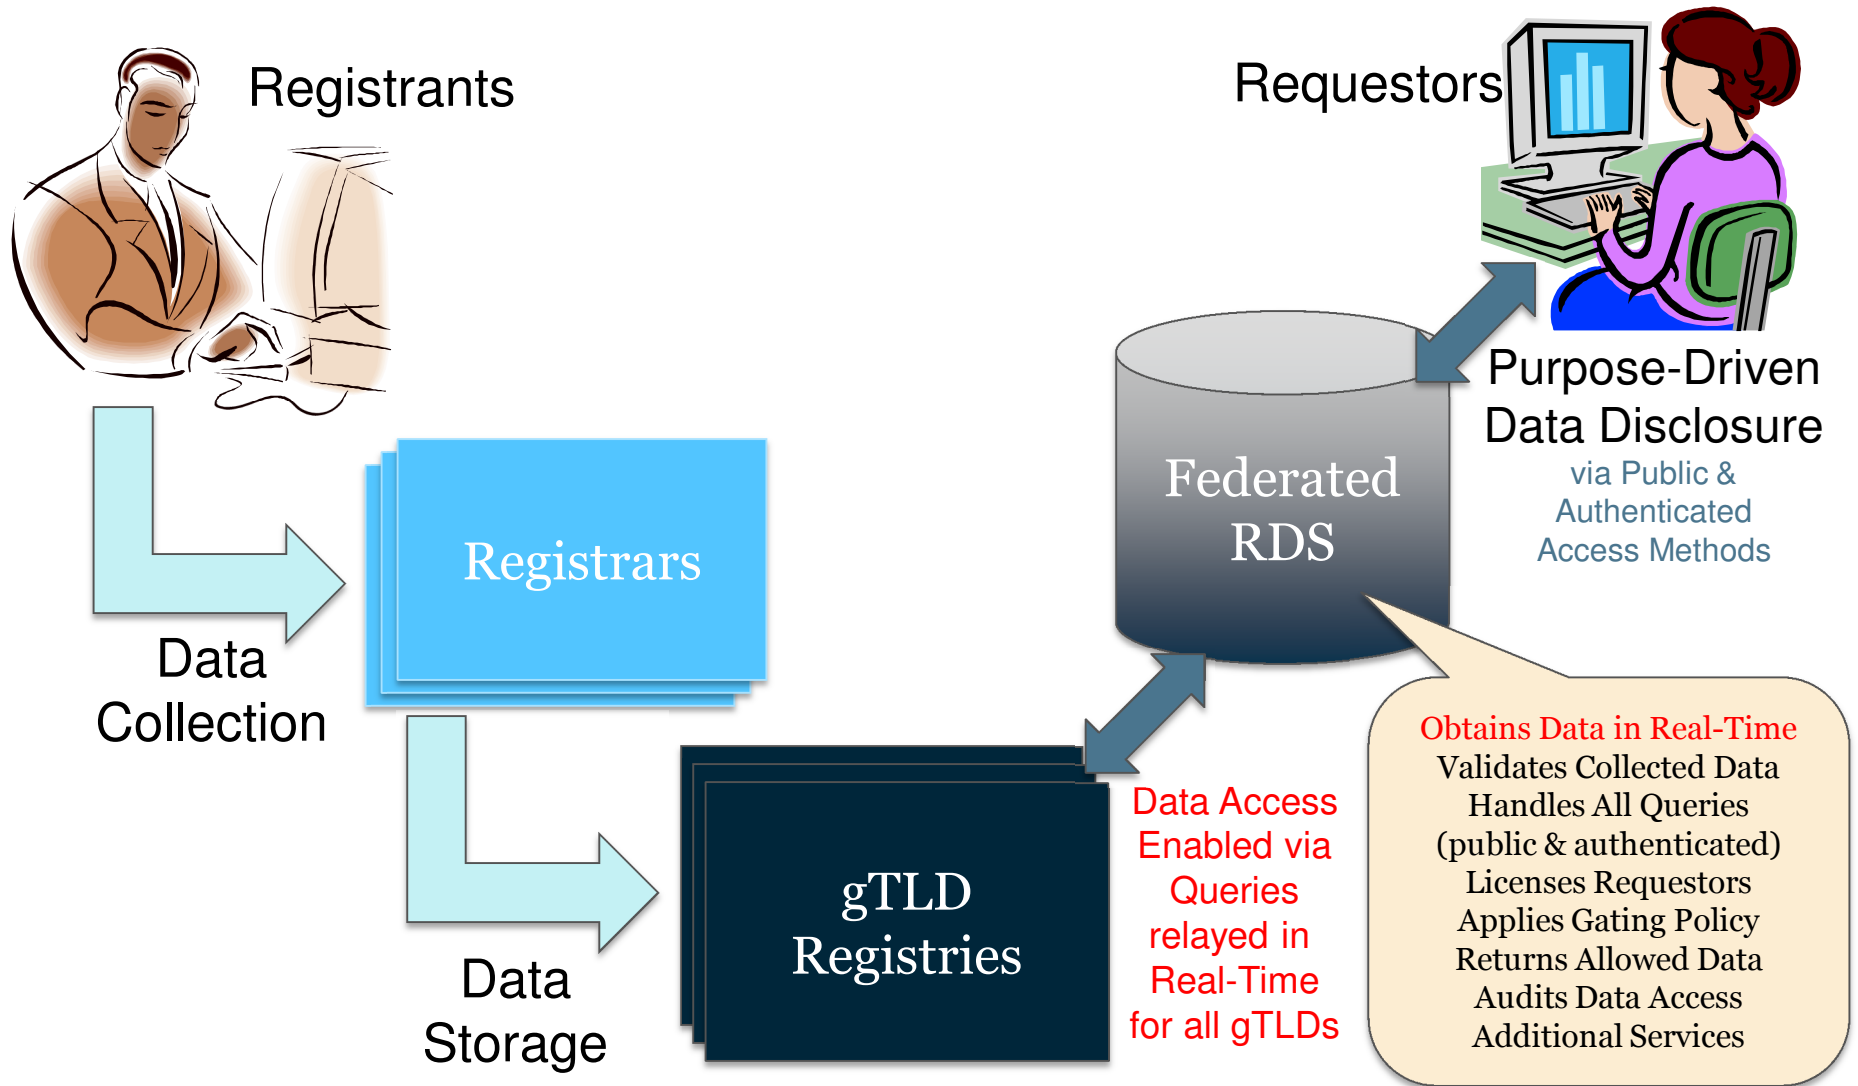 Registrants
Requestors
Purpose-Driven
Data Disclosure
via Public &
Authenticated
Access Methods
Federated
RDS
Registrars
Data
Collection
gTLD
Registries
Data
Storage
Data Access
Enabled via
Queries
relayed in
Real-Time
for all gTLDs
Obtains Data in Real-Time
Validates Collected Data
Handles All Queries
(public & authenticated)
Licenses Requestors
Applies Gating Policy
Returns Allowed Data
Audits Data Access
Additional Services